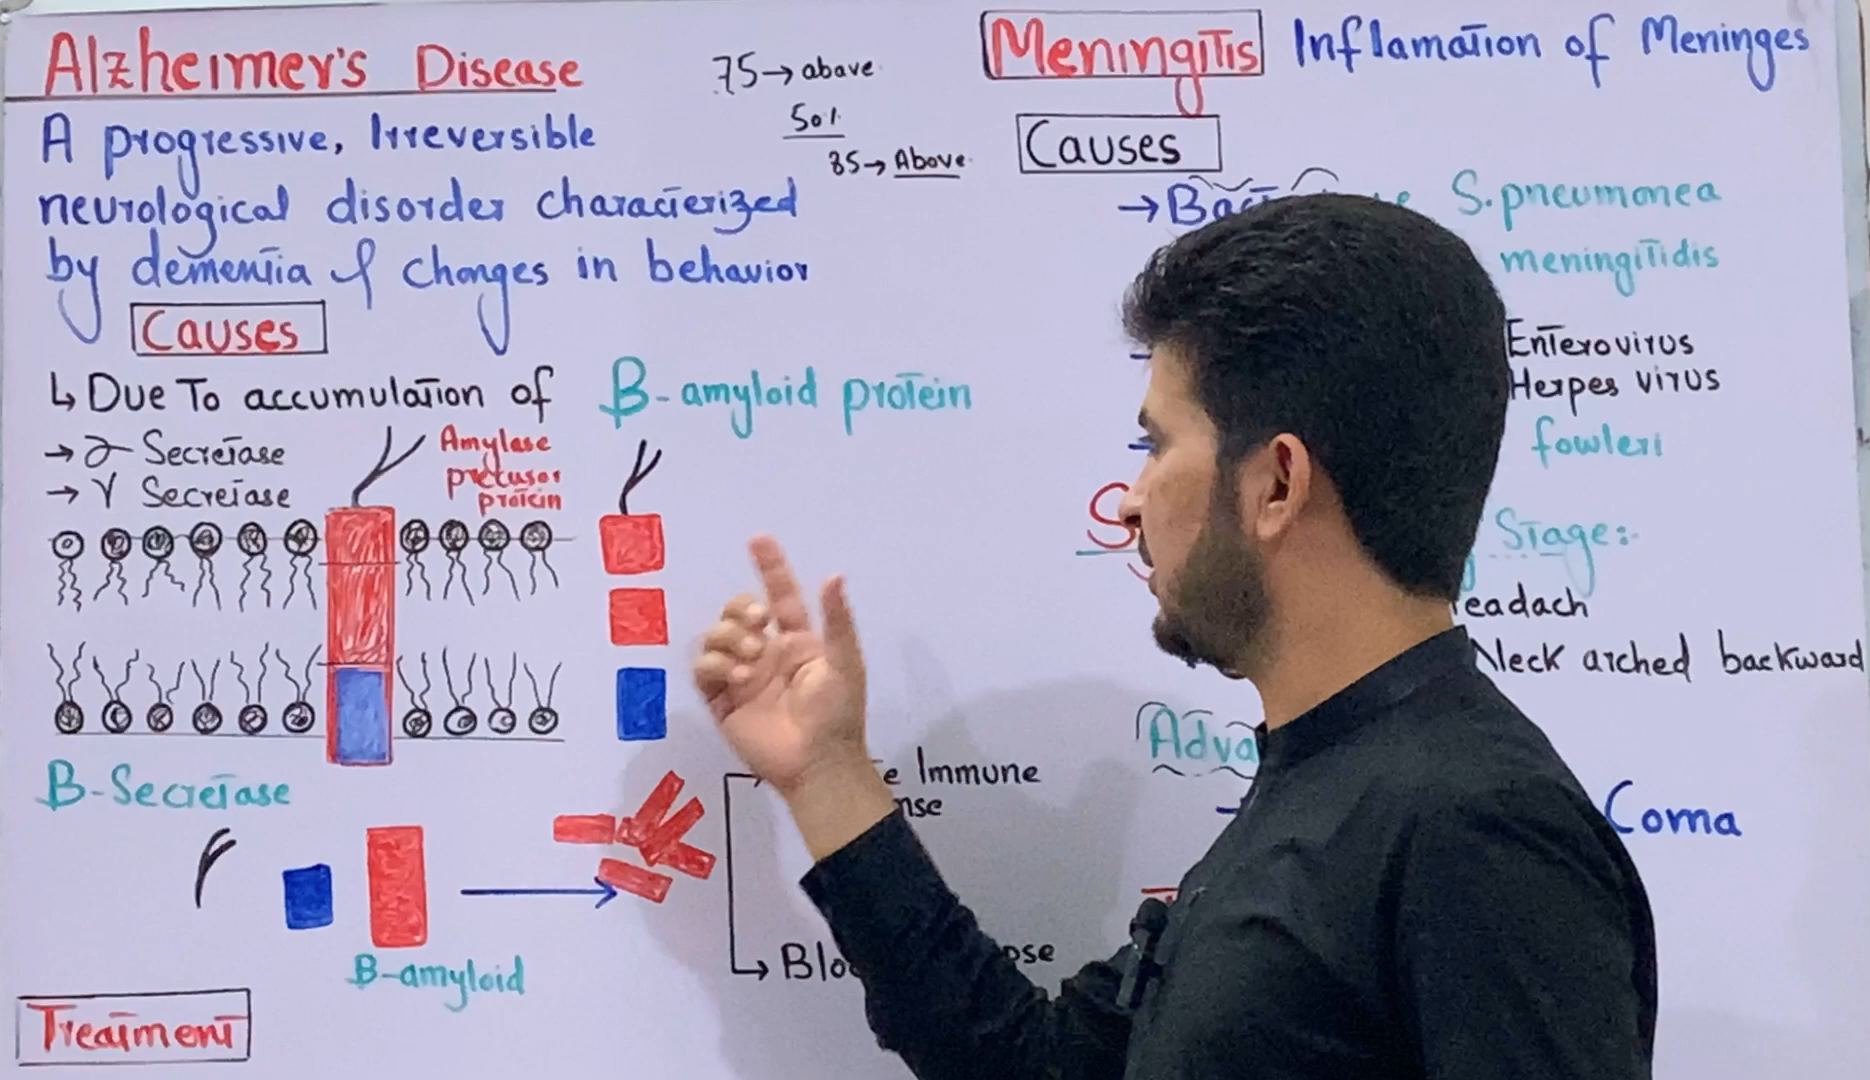 Alzheimer's Disease
75→ above
50%
85→ Above
A progressive, Irreversible
neurological disorder characterized
by dementia & changes in behavior
Causes
↳ Due To accumulation of B-amyloid protein
→ Secretase
→ γ Secretase
Amylase
precusor
protein
B-Secretase
B-amyloid
Immune
Treatment
Meningitis Inflamation of Meninges
Causes
S.pneumonea
meningitidis
Enterovirus
Herpes virus
fowleri
Stage:
Neck arched backward
Coma